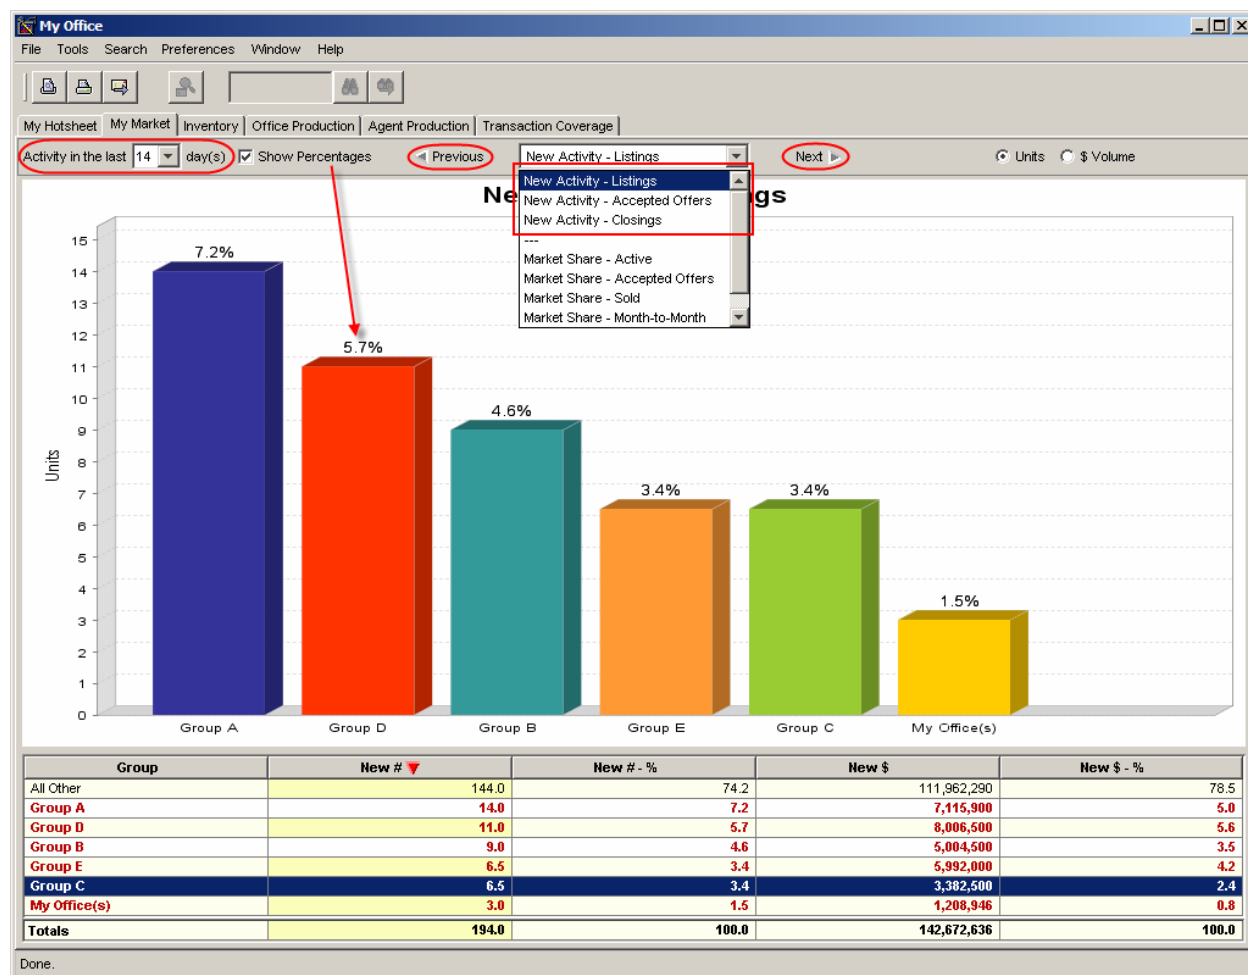 My Office
File Tools Search Preferences Window Help
My Hotsheet My Market Inventory Office Production Agent Production Transaction Coverage
Activity in the last 14 day(s) Show Percentages Previous New Activity - Listings Next Units $ Volume
New Activity - Listings
New Activity - Accepted Offers
New Activity - Closings
---
Market Share - Active
Market Share - Accepted Offers
Market Share - Sold
Market Share - Month-to-Month
Units
15
14
13
12
11
10
9
8
7
6
5
4
3
2
1
0
7.2%
5.7%
4.6%
3.4%
3.4%
1.5%
Group A Group D Group B Group E Group C My Office(s)
Group New # New # - % New $ New $ - %
All Other 144.0 74.2 111,962,290 78.5
Group A 14.0 7.2 7,115,900 5.0
Group D 11.0 5.7 8,006,500 5.6
Group B 9.0 4.6 5,004,500 3.5
Group E 6.5 3.4 5,992,000 4.2
Group C 6.5 3.4 3,382,500 2.4
My Office(s) 3.0 1.5 1,208,946 0.8
Totals 194.0 100.0 142,672,636 100.0
Done.